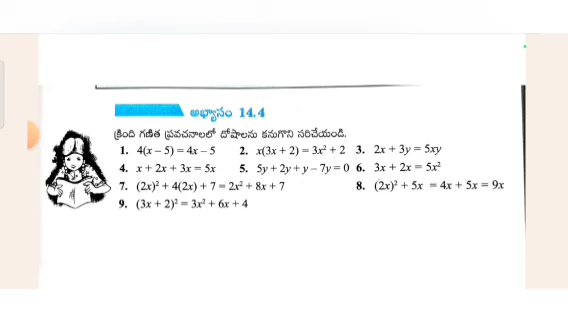 అభ్యాసం 14.4
క్రింది గణిత ప్రవచనాలలో దోషాలను కనుగొని సరిచేయండి.
1. 4(x – 5) = 4x – 5 2. x(3x + 2) = 3x² + 2 3. 2x + 3y = 5xy
4. x + 2x + 3x = 5x 5. 5y + 2y + y – 7y = 0 6. 3x + 2x = 5x²
7. (2x)² + 4(2x) + 7 = 2x² + 8x + 7 8. (2x)² + 5x = 4x + 5x = 9x
9. (3x + 2)² = 3x² + 6x + 4